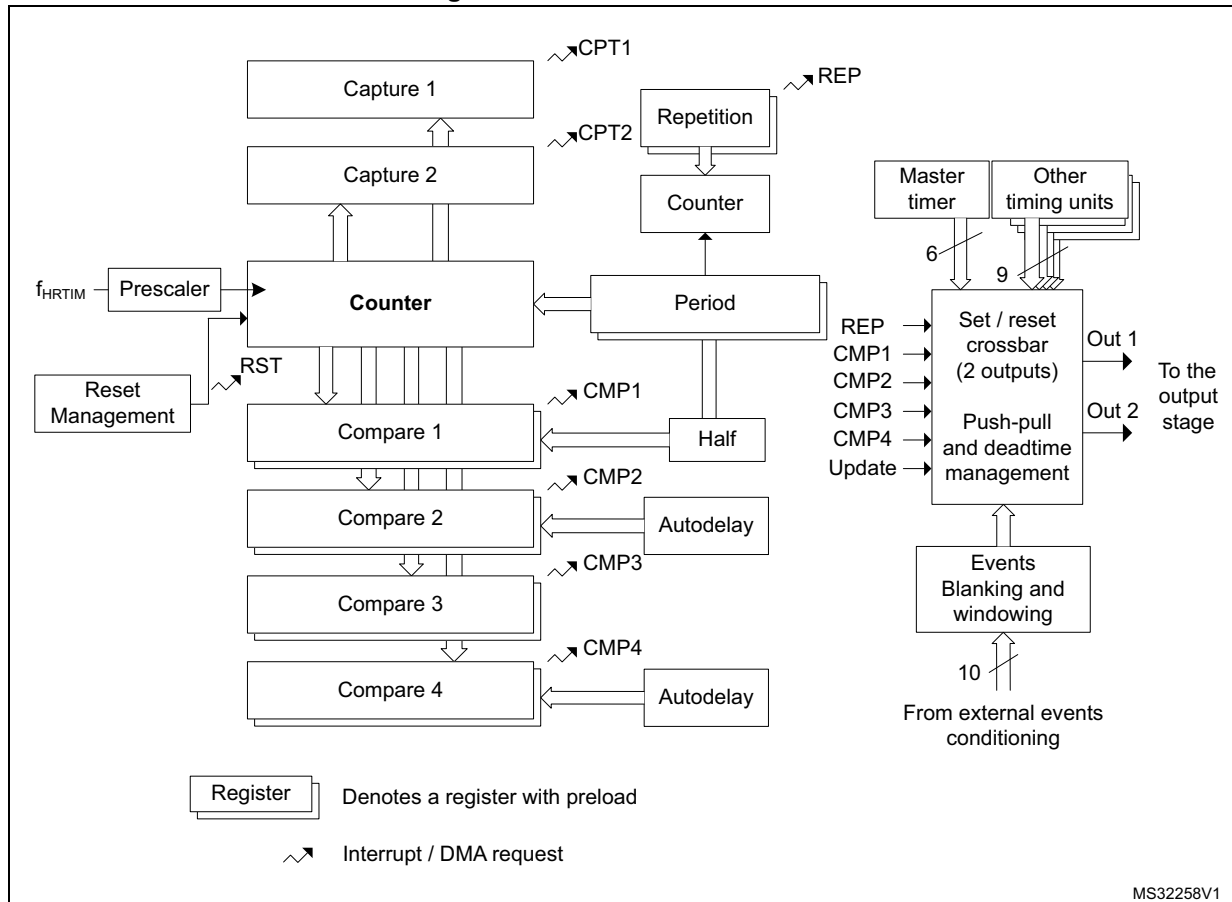 CPT1
Capture 1
REP
Repetition
CPT2
Capture 2
Counter
Master
timer
Other
timing units
6
9
fHRTIM
Prescaler
Counter
Period
RST
Reset
Management
REP
CMP1
CMP2
CMP3
CMP4
Update
Set / reset
crossbar
(2 outputs)
Push-pull
and deadtime
management
Out 1
Out 2
To the
output
stage
CMP1
Compare 1
Half
CMP2
Compare 2
Autodelay
CMP3
Compare 3
Events
Blanking and
windowing
CMP4
Compare 4
Autodelay
10
From external events
conditioning
Register
Denotes a register with preload
Interrupt / DMA request
MS32258V1